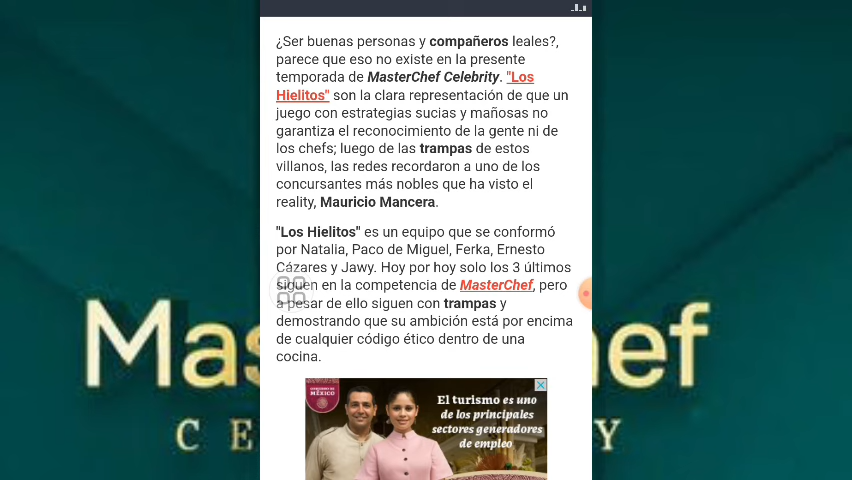 ¿Ser buenas personas y compañeros leales?,
parece que eso no existe en la presente
temporada de MasterChef Celebrity. "Los
Hielitos" son la clara representación de que un
juego con estrategias sucias y mañosas no
garantiza el reconocimiento de la gente ni de
los chefs; luego de las trampas de estos
villanos, las redes recordaron a uno de los
concursantes más nobles que ha visto el
reality, Mauricio Mancera.
"Los Hielitos" es un equipo que se conformó
por Natalia, Paco de Miguel, Ferka, Ernesto
Cázares y Jawy. Hoy por hoy solo los 3 últimos
siguen en la competencia de MasterChef, pero
a pesar de ello siguen con trampas y
demostrando que su ambición está por encima
de cualquier código ético dentro de una
cocina.
Mas
hef
CE
Y
MÉXICO
El turismo es uno
de los principales
sectores generadores
de empleo